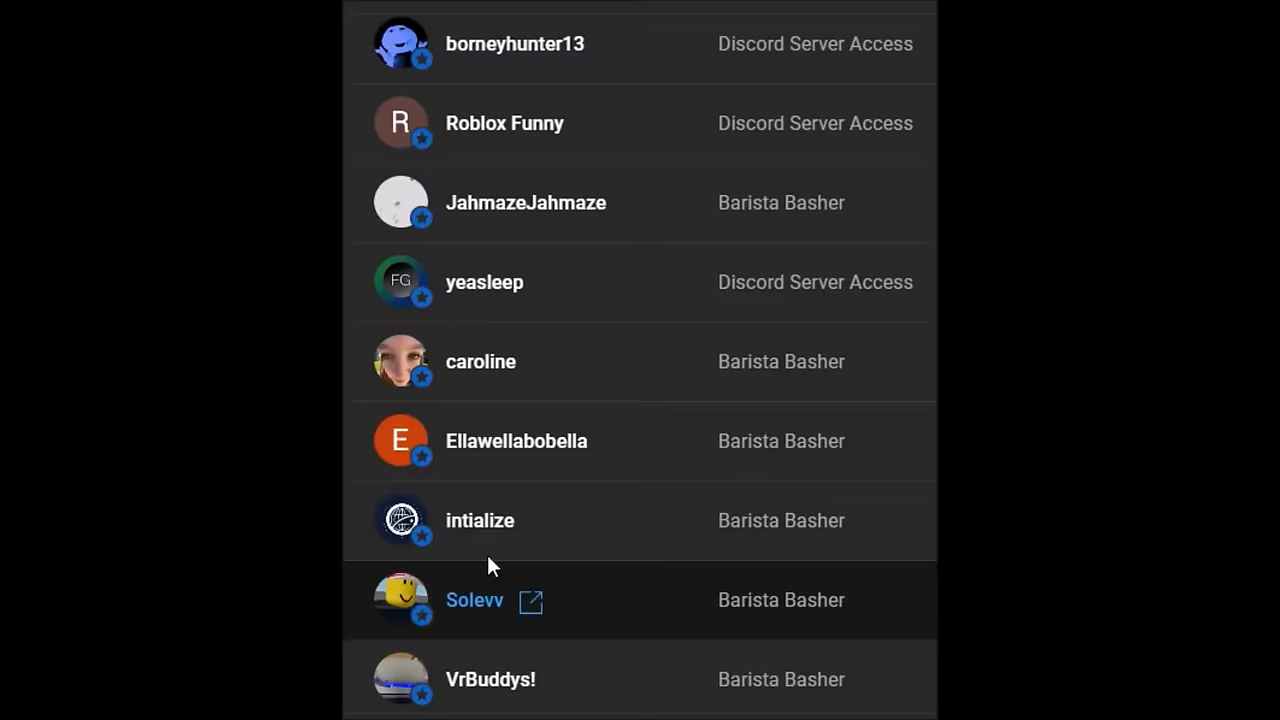 borneyhunter13 Discord Server Access
R Roblox Funny Discord Server Access
JahmazeJahmaze Barista Basher
FG yeasleep Discord Server Access
caroline Barista Basher
E Ellawellabobella Barista Basher
intialize Barista Basher
Solevv Barista Basher
VrBuddys! Barista Basher